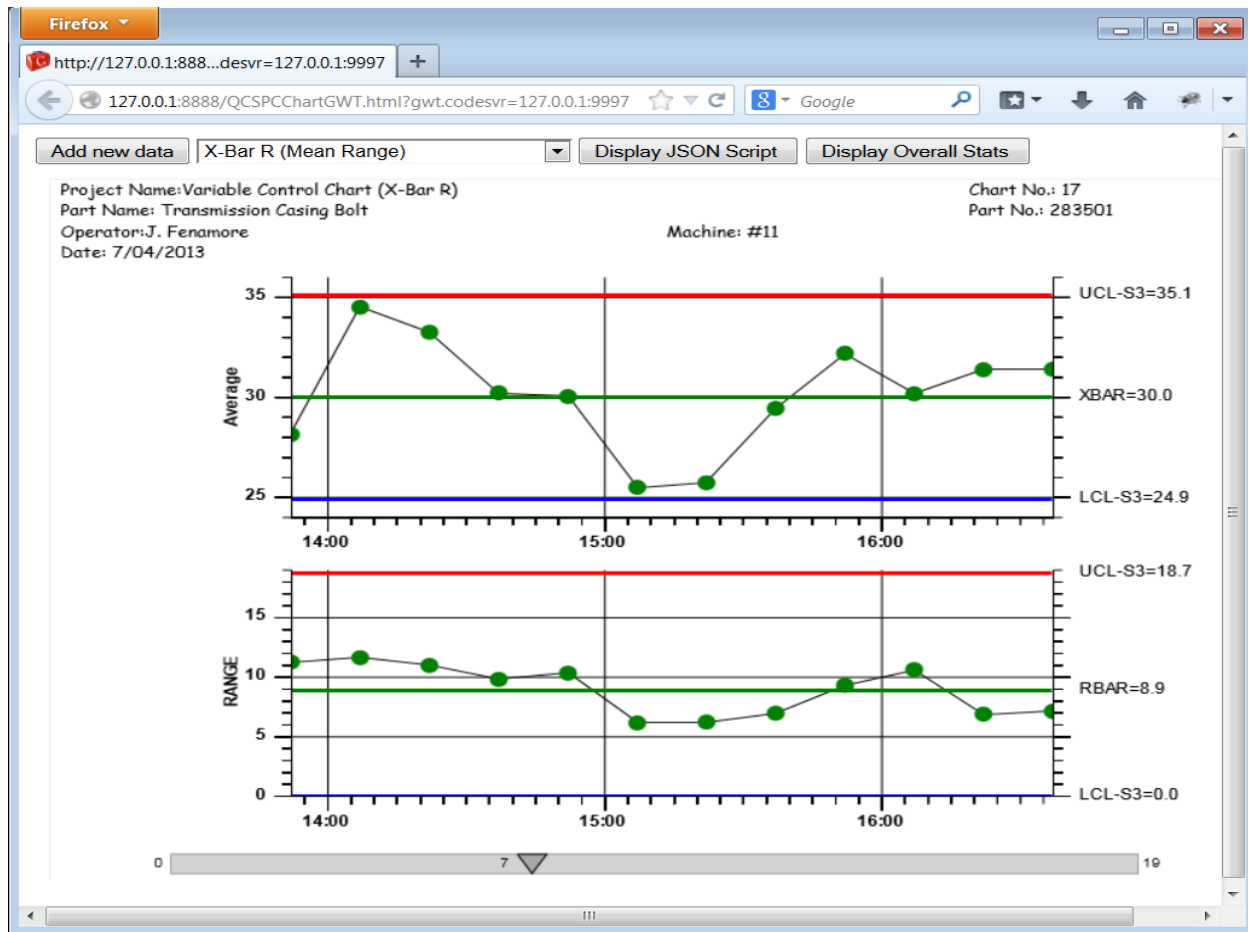 Firefox
http://127.0.0.1:888...desvr=127.0.0.1:9997 +
127.0.0.1:8888/QCSPCChartGWT.html?gwt.codesvr=127.0.0.1:9997 8 Google
Add new data X-Bar R (Mean Range) Display JSON Script Display Overall Stats
Project Name:Variable Control Chart (X-Bar R) Chart No.: 17
Part Name: Transmission Casing Bolt Part No.: 283501
Operator:J. Fenamore Machine: #11
Date: 7/04/2013
35 UCL-S3=35.1
Average
30 XBAR=30.0
25 LCL-S3=24.9
14:00 15:00 16:00
UCL-S3=18.7
15
RANGE
10 RBAR=8.9
5
0 LCL-S3=0.0
14:00 15:00 16:00
0 7 19